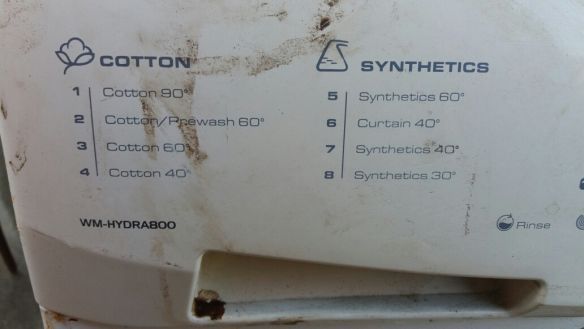 COTTON
1 Cotton 90°
2 Cotton/Prewash 60°
3 Cotton 60°
4 Cotton 40°
SYNTHETICS
5 Synthetics 60°
6 Curtain 40°
7 Synthetics 40°
8 Synthetics 30°
WM-HYDRA800
Rinse